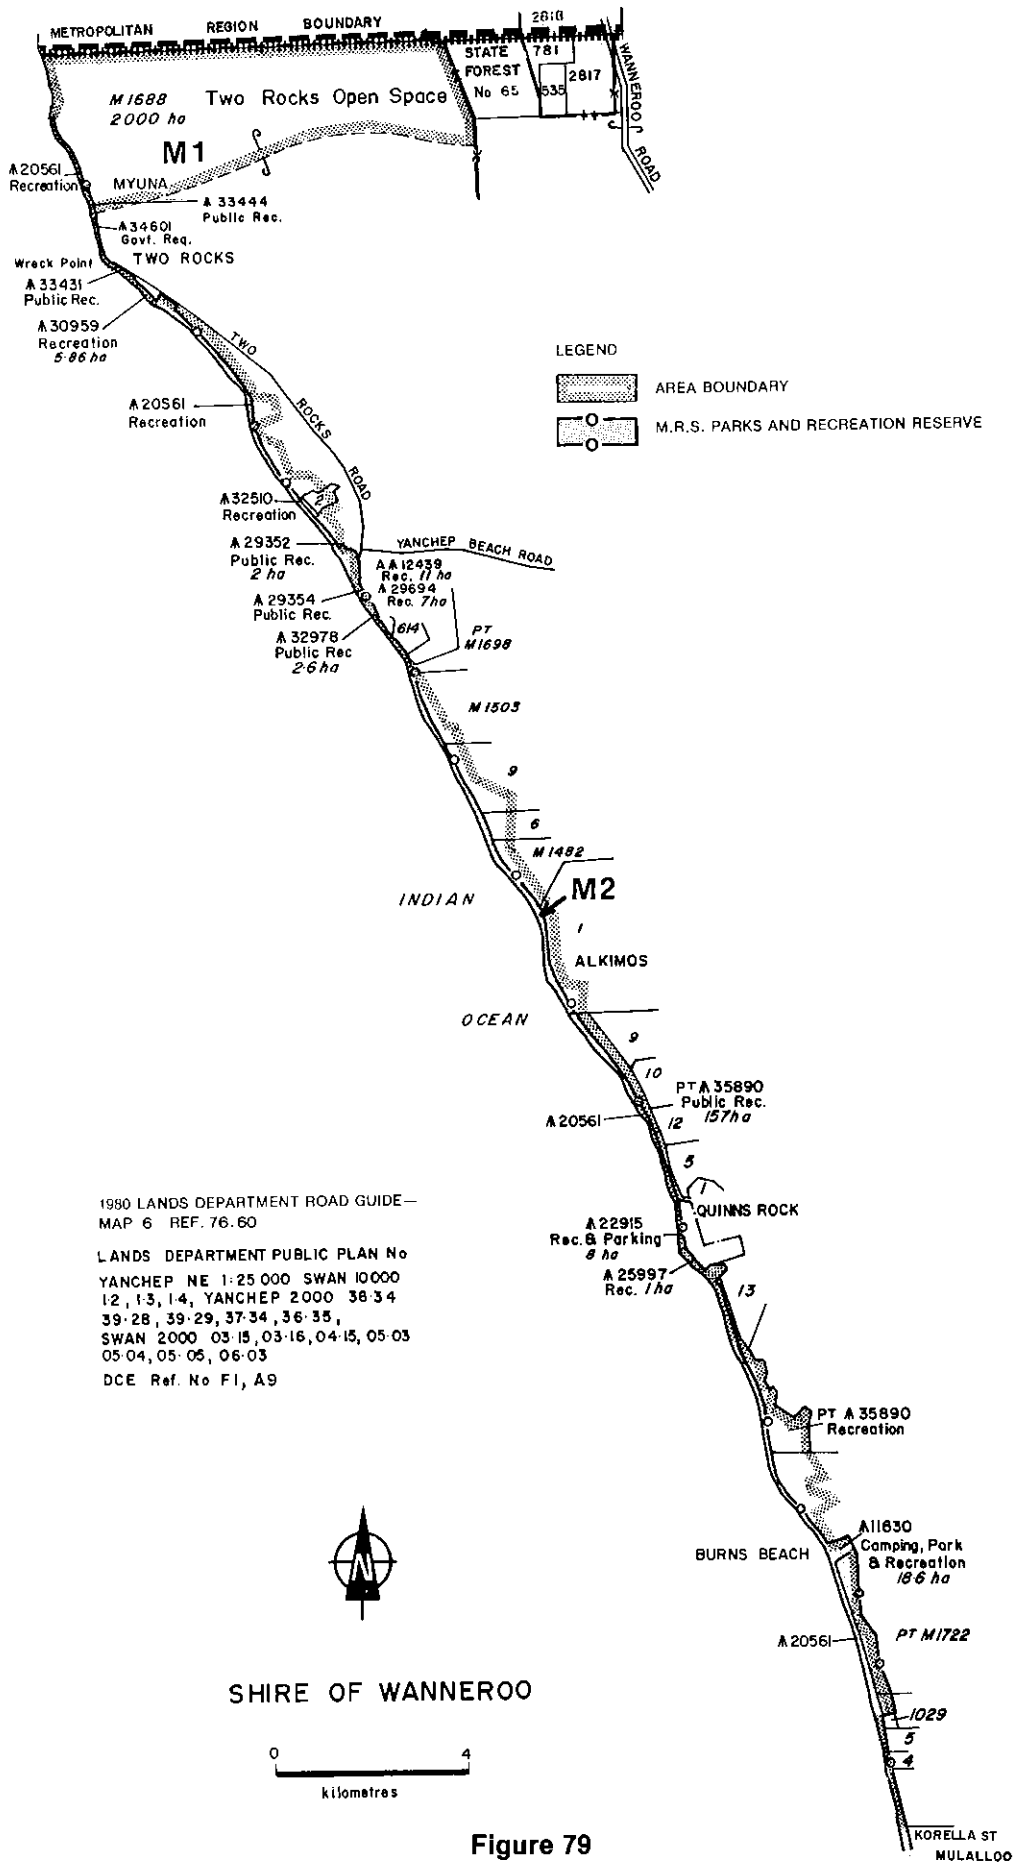 METROPOLITAN REGION BOUNDARY
2818
STATE
FOREST
No 65
781
535
2817
WANNEROO
ROAD
M1688
2000 ha
Two Rocks Open Space
M1
A20561
Recreation
MYUNA
A 33444
Public Rec.
A34601
Govt. Req.
Wreck Point
TWO ROCKS
A 33431
Public Rec.
A 30959
Recreation
5·86 ha
TWO
ROCKS
ROAD
LEGEND
AREA BOUNDARY
M.R.S. PARKS AND RECREATION RESERVE
A 20561
Recreation
A32510
Recreation
?
A 29352
Public Rec.
2 ha
YANCHEP BEACH ROAD
AA12439
Rec. 11 ha
A 29694
Rec. 7ha
A 29354
Public Rec.
A 32978
Public Rec
2·6 ha
614
PT
M1698
M1503
9
6
M1482
INDIAN
M2
1
ALKIMOS
OCEAN
9
10
PT A 35890
Public Rec.
157ha
A 20561
12
5
1
QUINNS ROCK
1980 LANDS DEPARTMENT ROAD GUIDE—
MAP 6 REF. 76.60
LANDS DEPARTMENT PUBLIC PLAN No
YANCHEP NE 1:25 000 SWAN 10000
1·2, 1·3, 1·4, YANCHEP 2000 38·34
39·28, 39·29, 37·34, 36·35,
SWAN 2000 03·15, 03·16, 04·15, 05·03
05·04, 05·05, 06·03
DCE Ref. No F1, A9
A 22915
Rec. & Parking
8 ha
A 25997
Rec. 1ha
13
PT A 35890
Recreation
A11630
Camping, Park
& Recreation
18·6 ha
BURNS BEACH
N
A 20561
PT M1722
SHIRE OF WANNEROO
1029
5
4
0 4
kilometres
KORELLA ST
MULALLOO
Figure 79